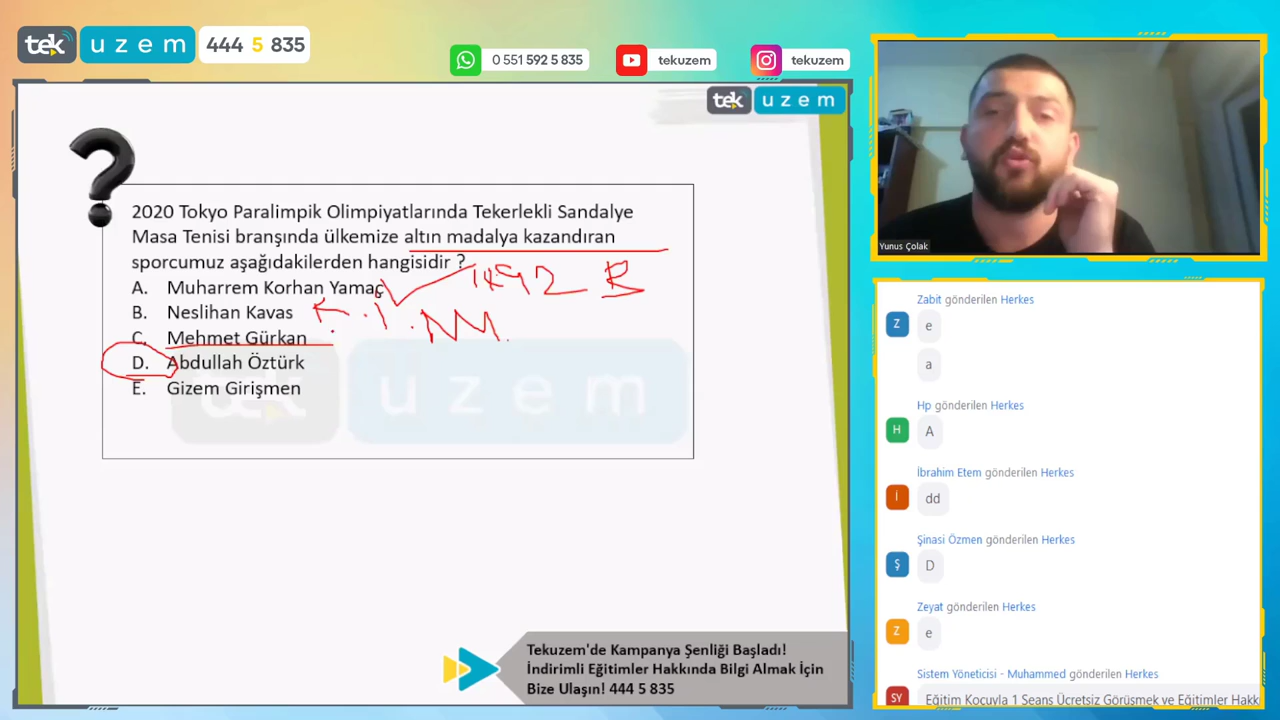 tek uzem 444 5 835
0 551 592 5 835 tekuzem tekuzem
tek uzem
2020 Tokyo Paralimpik Olimpiyatlarında Tekerlekli Sandalye
Masa Tenisi branşında ülkemize altın madalya kazandıran
sporcumuz aşağıdakilerden hangisidir ?
A. Muharrem Korhan Yamaç
B. Neslihan Kavas
C. Mehmet Gürkan
D. Abdullah Öztürk
E. Gizem Girişmen
1492 R
tek uzem
Tekuzem'de Kampanya Şenliği Başladı!
İndirimli Eğitimler Hakkında Bilgi Almak İçin
Bize Ulaşın! 444 5 835
Yunus Çolak
Zabit gönderilen Herkes
Z e
a
Hp gönderilen Herkes
H A
İbrahim Etem gönderilen Herkes
İ dd
Şinasi Özmen gönderilen Herkes
Ş D
Zeyat gönderilen Herkes
Z e
Sistem Yöneticisi - Muhammed gönderilen Herkes
SY Eğitim Koçuyla 1 Seans Ücretsiz Görüşmek ve Eğitimler Hakk